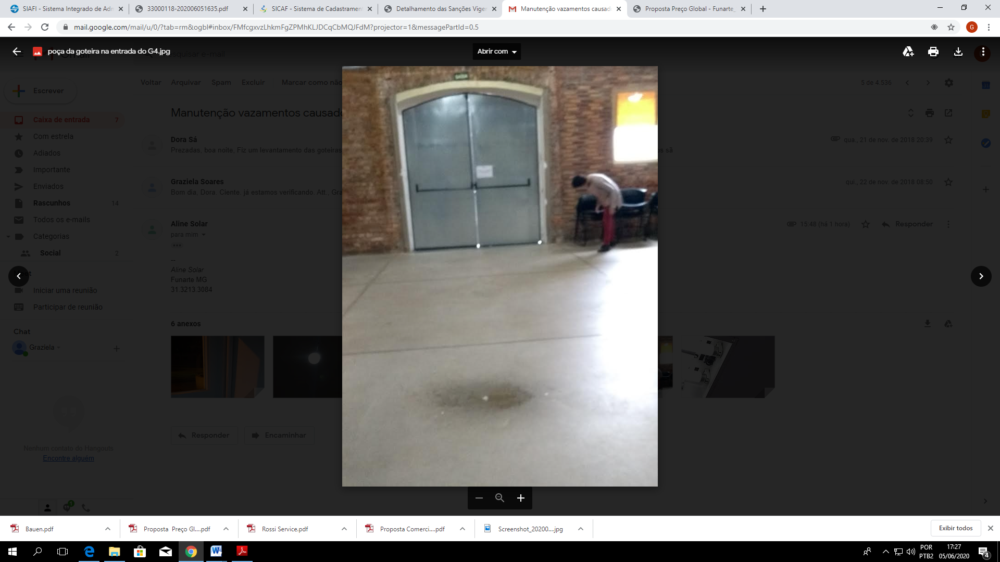 SIAFI - Sistema Integrado de Adr
33000118-202006051635.pdf
SICAF - Sistema de Cadastramen
Detalhamento das Sanções Viger
Manutenção vazamentos causad
Proposta Preço Global - Funarte_
mail.google.com/mail/u/0/?tab=rm&ogbl#inbox/FMfcgxvzLhkmFgZPMhKLJDCqCbMQJFdM?projector=1&messagePartId=0.5
G
poça da goteira na entrada do G4.jpg
squisar e-mail
Abrir com
Escrever
Voltar
Arquivar
Spam
Excluir
Marcar como não
5 de 4.536
Manutenção vazamentos causado
Caixa de entrada 7
Com estrela
Adiados
Importante
Enviados
Rascunhos 14
Todos os e-mails
Categorias
Social 2
Iniciar uma reunião
Participar de reunião
Chat
Graziela
Nenhum contato do Hangouts
Encontre alguém
1
Dora Sá
qua., 21 de nov. de 2018 20:39
Prezadas, boa noite, Fiz um levantamento das goteiras
os sã
Graziela Soares
qui., 22 de nov. de 2018 08:50
Bom dia, Dora. Ciente. já estamos verificando. Att., Gra
Aline Solar
15:48 (há 1 hora)
Responder
para mim
--
Aline Solar
Funarte MG
31.3213.3084
6 anexos
Responder
Encaminhar
SAÍDA
Bauen.pdf
Proposta Preço Gl....pdf
Rossi Service.pdf
Proposta Comerci....pdf
Screenshot_20200....jpg
Exibir todos
POR
PTB2
17:27
05/06/2020
4